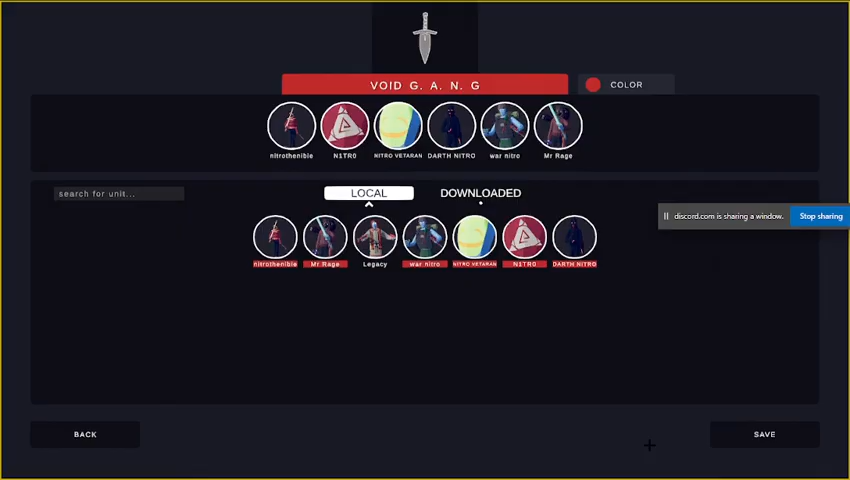 VOID G. A. N. G
COLOR
nitrothenible N1TR0 NITRO VETARAN DARTH NITRO war nitro Mr Rage
search for unit... LOCAL DOWNLOADED
discord.com is sharing a window. Stop sharing
nitrothenible Mr Rage Legacy war nitro NITRO VETARAN N1TR0 DARTH NITRO
BACK SAVE